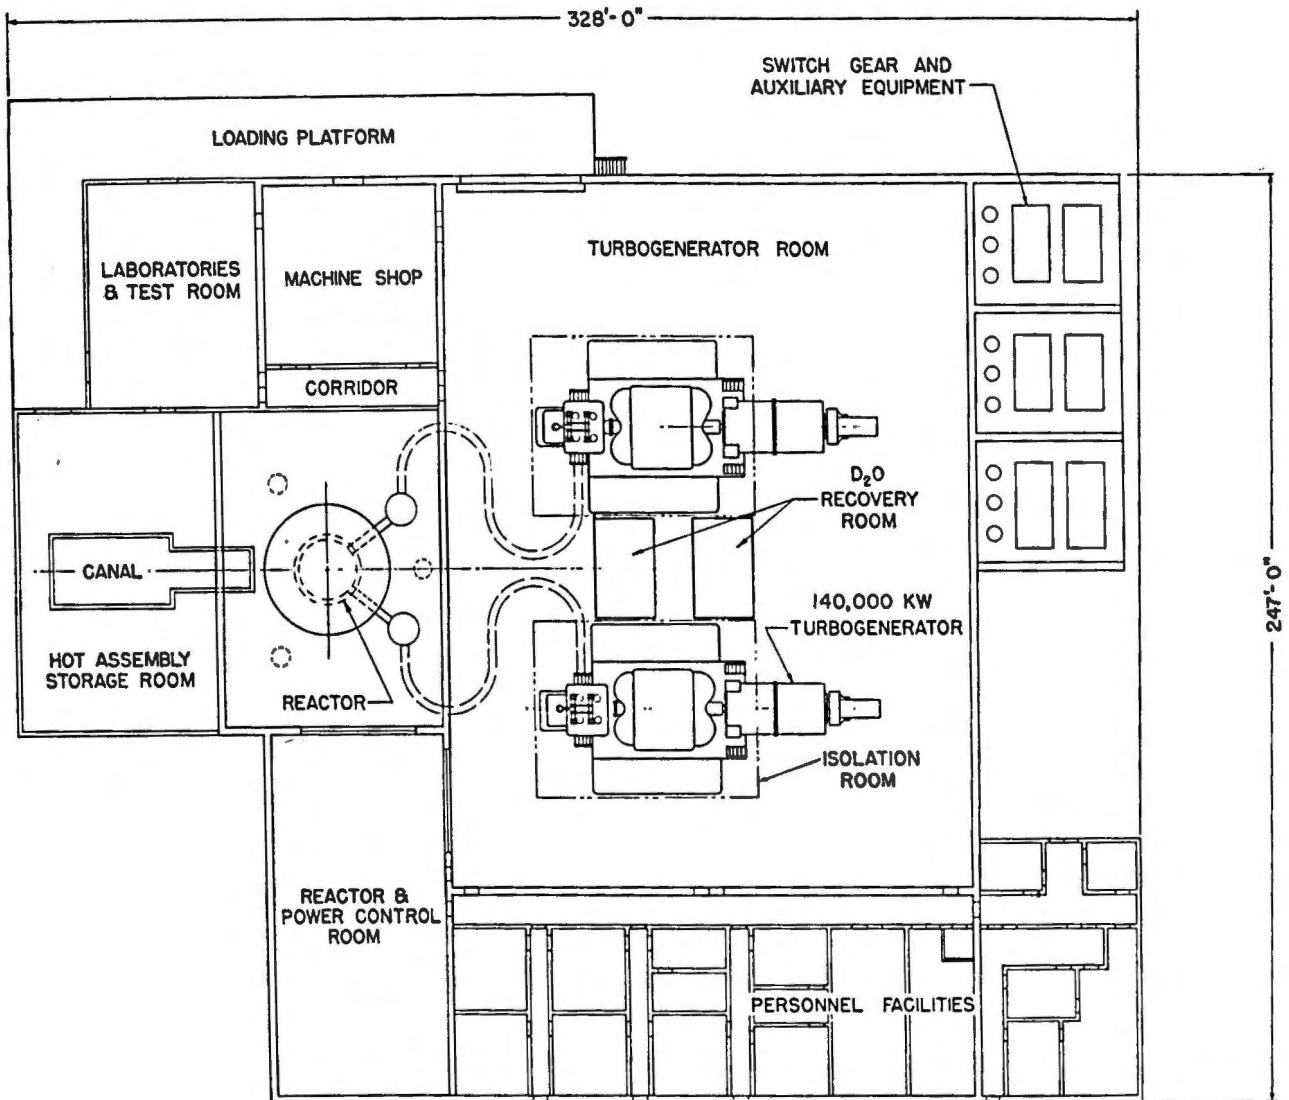 328'-0"
SWITCH GEAR AND
AUXILIARY EQUIPMENT
LOADING PLATFORM
TURBOGENERATOR ROOM
LABORATORIES
& TEST ROOM
MACHINE SHOP
CORRIDOR
D₂O
RECOVERY
ROOM
CANAL
140,000 KW
TURBOGENERATOR
247'-0"
HOT ASSEMBLY
STORAGE ROOM
REACTOR
ISOLATION
ROOM
REACTOR &
POWER CONTROL
ROOM
PERSONNEL FACILITIES